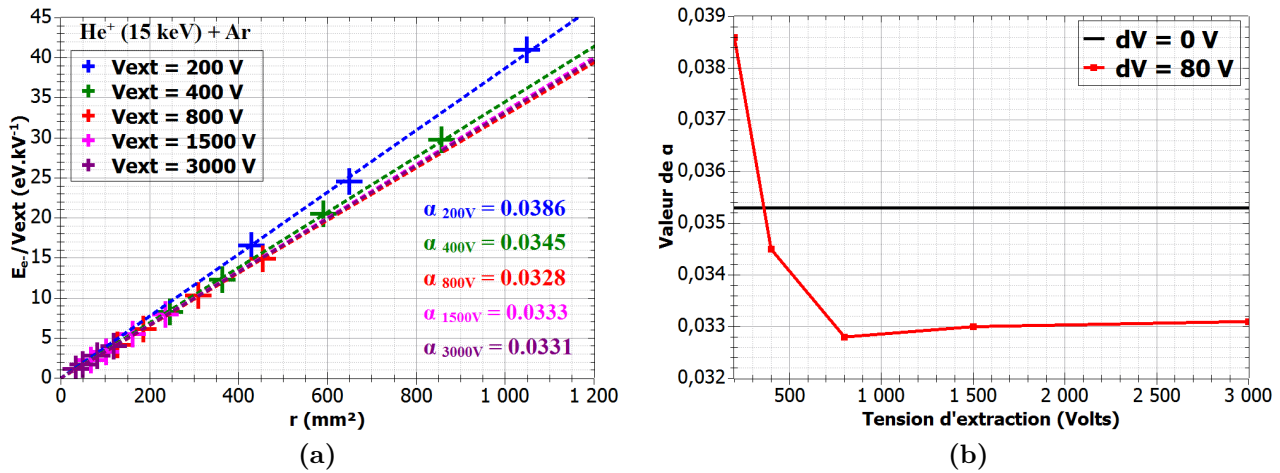 He⁺ (15 keV) + Ar
Vext = 200 V
Vext = 400 V
Vext = 800 V
Vext = 1500 V
Vext = 3000 V
α 200V = 0.0386
α 400V = 0.0345
α 800V = 0.0328
α 1500V = 0.0333
α 3000V = 0.0331
E e-/Vext (eV.kV⁻¹)
45
40
35
30
25
20
15
10
5
0
0 200 400 600 800 1 000 1 200
r (mm²)
(a)
Valeur de α
0,039
0,038
0,037
0,036
0,035
0,034
0,033
0,032
dV = 0 V
dV = 80 V
500 1 000 1 500 2 000 2 500 3 000
Tension d'extraction (Volts)
(b)